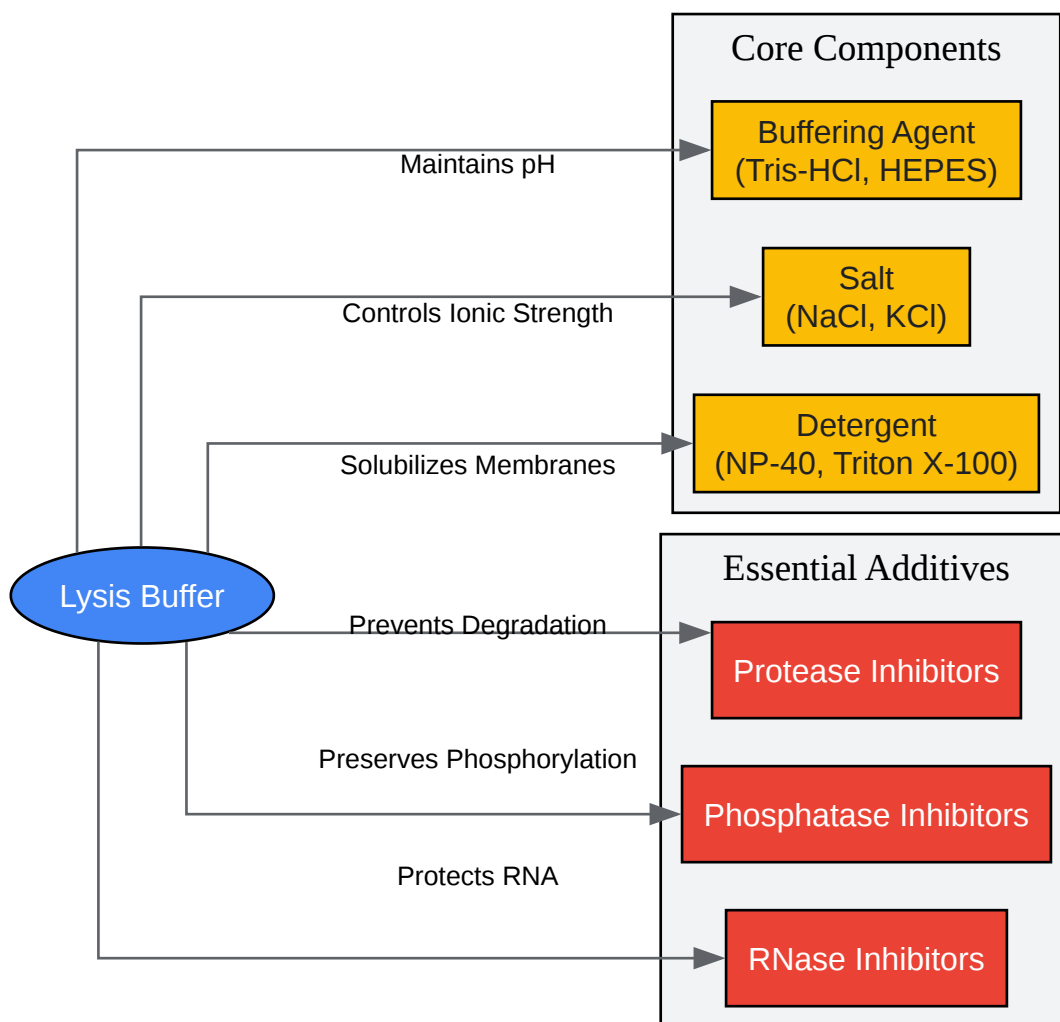 Core Components
Buffering Agent
(Tris-HCl, HEPES)
Maintains pH
Salt
(NaCl, KCl)
Controls Ionic Strength
Detergent
(NP-40, Triton X-100)
Solubilizes Membranes
Essential Additives
Lysis Buffer
Prevents Degradation
Protease Inhibitors
Preserves Phosphorylation
Phosphatase Inhibitors
Protects RNA
RNase Inhibitors